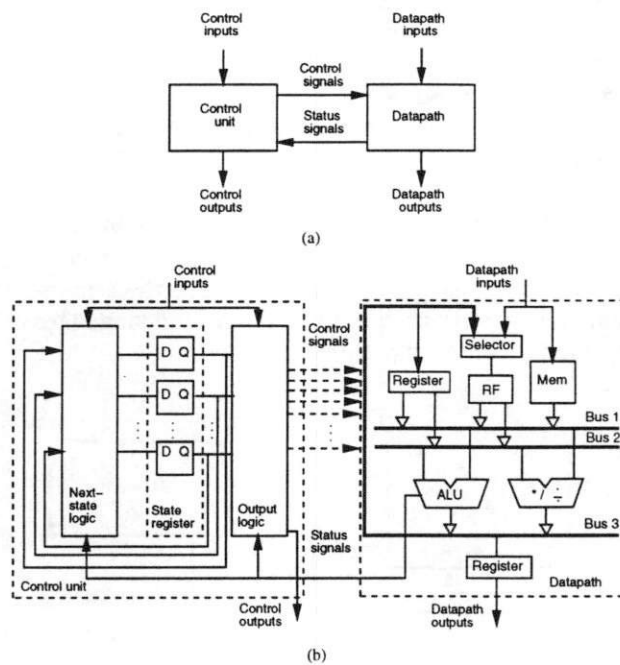 Control
inputs
Datapath
inputs
Control
signals
Control
unit
Status
signals
Datapath
Control
outputs
Datapath
outputs
(a)
Control
inputs
Datapath
inputs
Control
signals
Selector
D Q
Register
RF
Mem
D Q
Bus 1
Bus 2
D Q
Next–
state
logic
State
register
Output
logic
ALU
* / ÷
Status
signals
Bus 3
Register
Control unit
Datapath
Control
outputs
Datapath
outputs
(b)